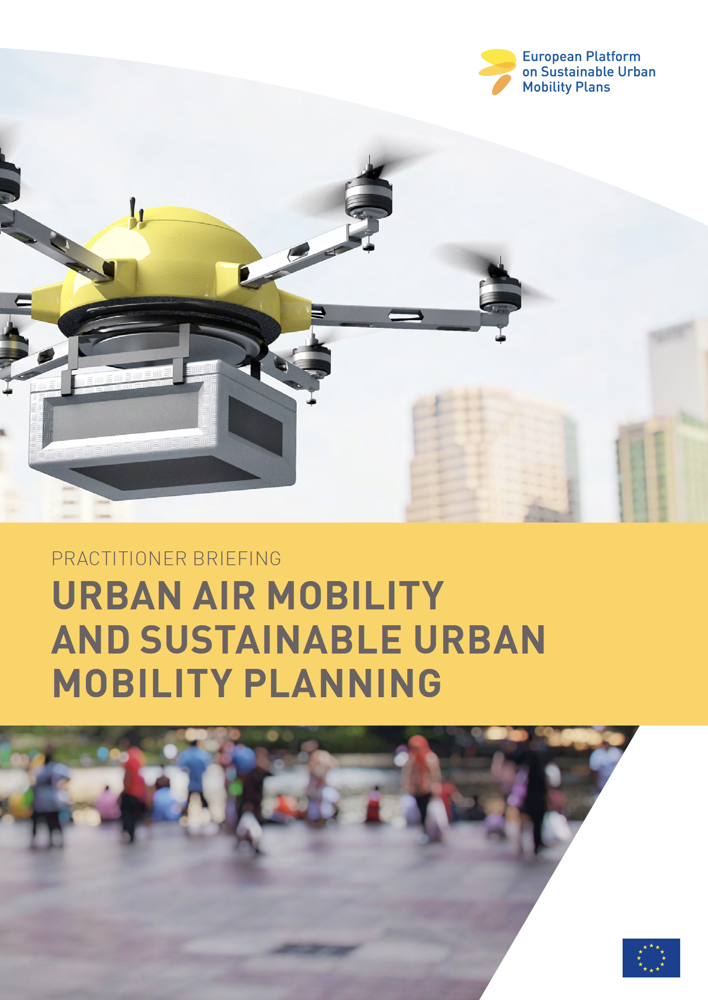 European Platform
on Sustainable Urban
Mobility Plans
PRACTITIONER BRIEFING
URBAN AIR MOBILITY
AND SUSTAINABLE URBAN
MOBILITY PLANNING